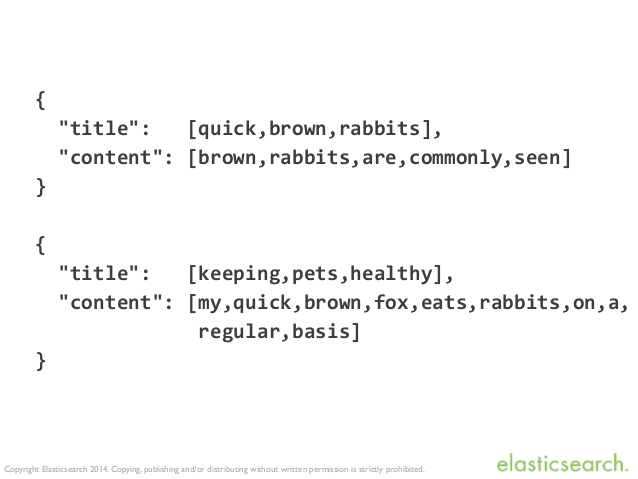 {
"title": [quick,brown,rabbits],
"content": [brown,rabbits,are,commonly,seen]
}
{
"title": [keeping,pets,healthy],
"content": [my,quick,brown,fox,eats,rabbits,on,a,
regular,basis]
}
Copyright Elasticsearch 2014. Copying, publishing and/or distributing without written permission is strictly prohibited.
elasticsearch.